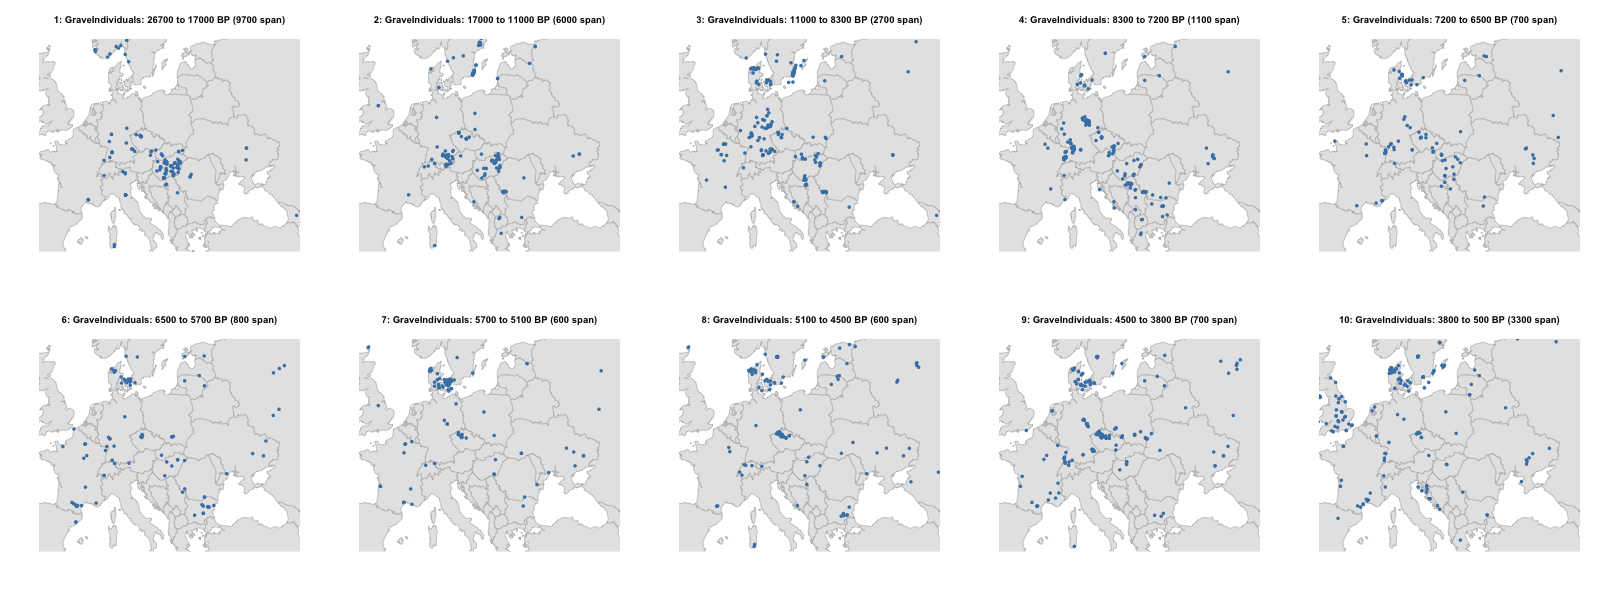 1: GraveIndividuals: 26700 to 17000 BP (9700 span)
2: GraveIndividuals: 17000 to 11000 BP (6000 span)
3: GraveIndividuals: 11000 to 8300 BP (2700 span)
4: GraveIndividuals: 8300 to 7200 BP (1100 span)
5: GraveIndividuals: 7200 to 6500 BP (700 span)
6: GraveIndividuals: 6500 to 5700 BP (800 span)
7: GraveIndividuals: 5700 to 5100 BP (600 span)
8: GraveIndividuals: 5100 to 4500 BP (600 span)
9: GraveIndividuals: 4500 to 3800 BP (700 span)
10: GraveIndividuals: 3800 to 500 BP (3300 span)